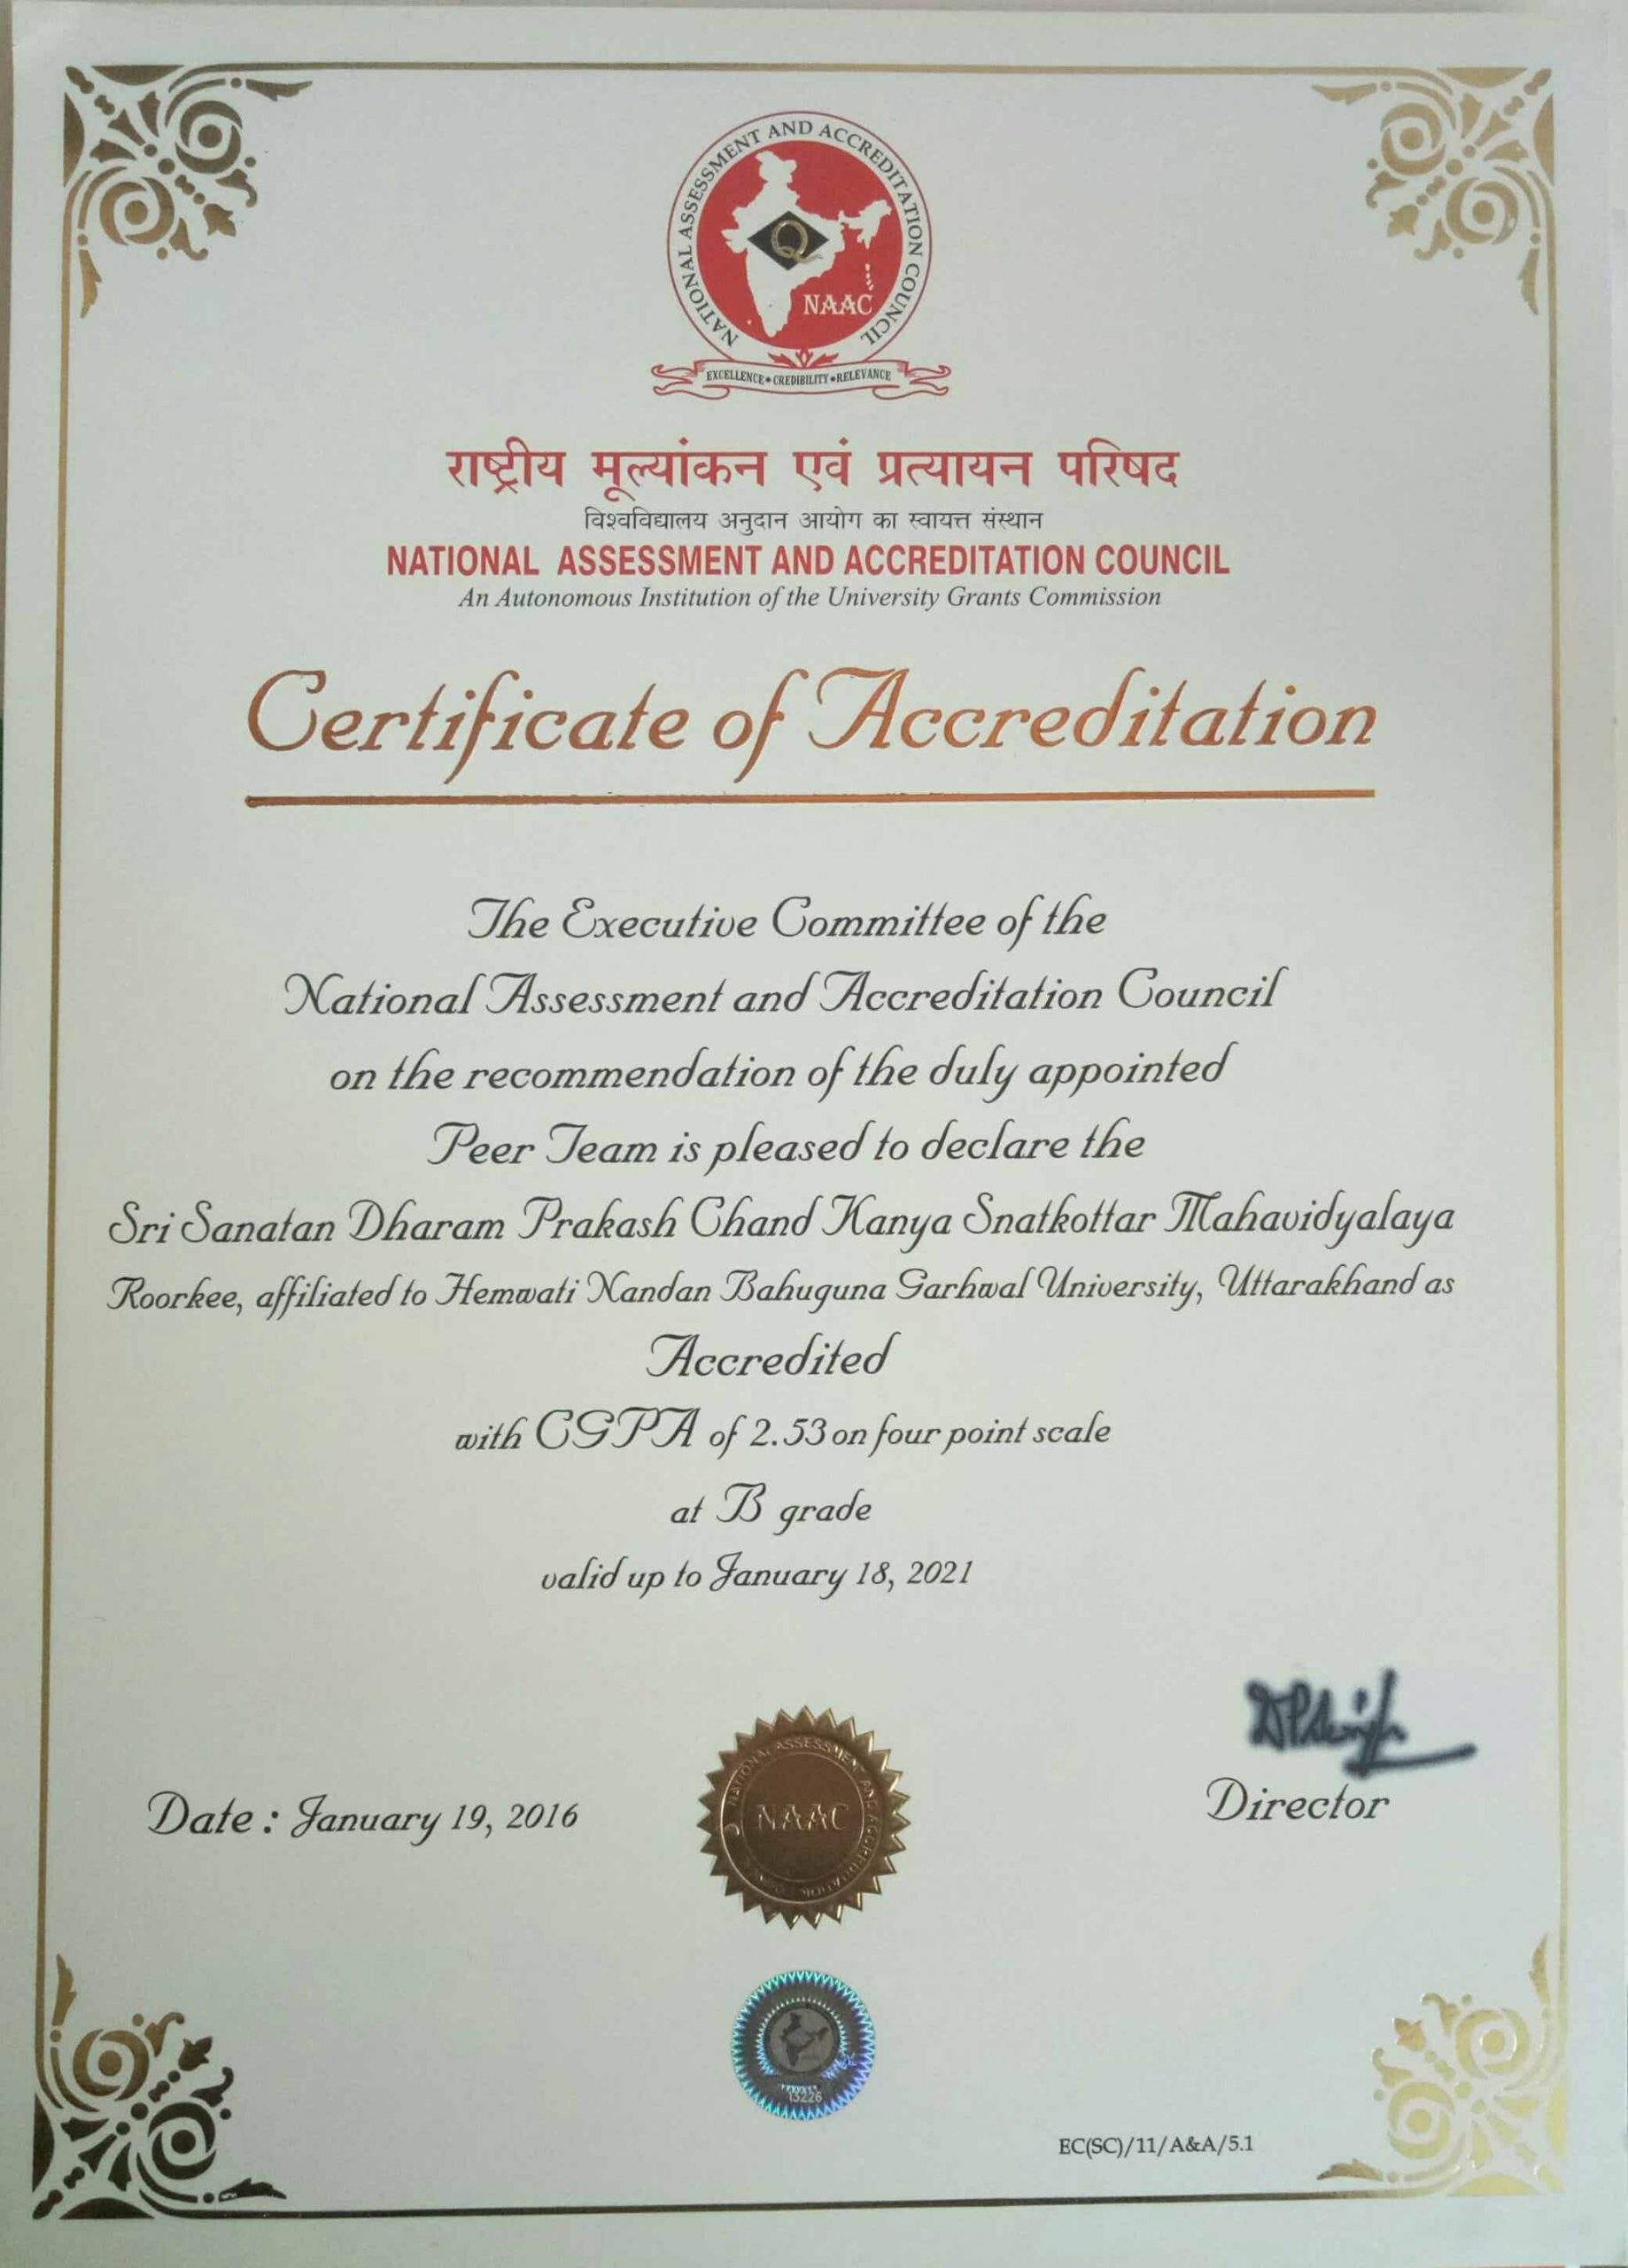 NATIONAL ASSESSMENT AND ACCREDITATION COUNCIL
Q
NAAC
EXCELLENCE • CREDIBILITY • RELEVANCE
राष्ट्रीय मूल्यांकन एवं प्रत्यायन परिषद
विश्वविद्यालय अनुदान आयोग का स्वायत्त संस्थान
NATIONAL ASSESSMENT AND ACCREDITATION COUNCIL
An Autonomous Institution of the University Grants Commission
Certificate of Accreditation
The Executive Committee of the
National Assessment and Accreditation Council
on the recommendation of the duly appointed
Peer Team is pleased to declare the
Sri Sanatan Dharam Prakash Chand Kanya Snatkottar Mahavidyalaya
Roorkee, affiliated to Hemwati Nandan Bahuguna Garhwal University, Uttarakhand as
Accredited
with CGPA of 2.53 on four point scale
at B grade
valid up to January 18, 2021
Date : January 19, 2016
NATIONAL ASSESSMENT AND ACCREDITATION
NAAC
Director
13226
EC(SC)/11/A&A/5.1